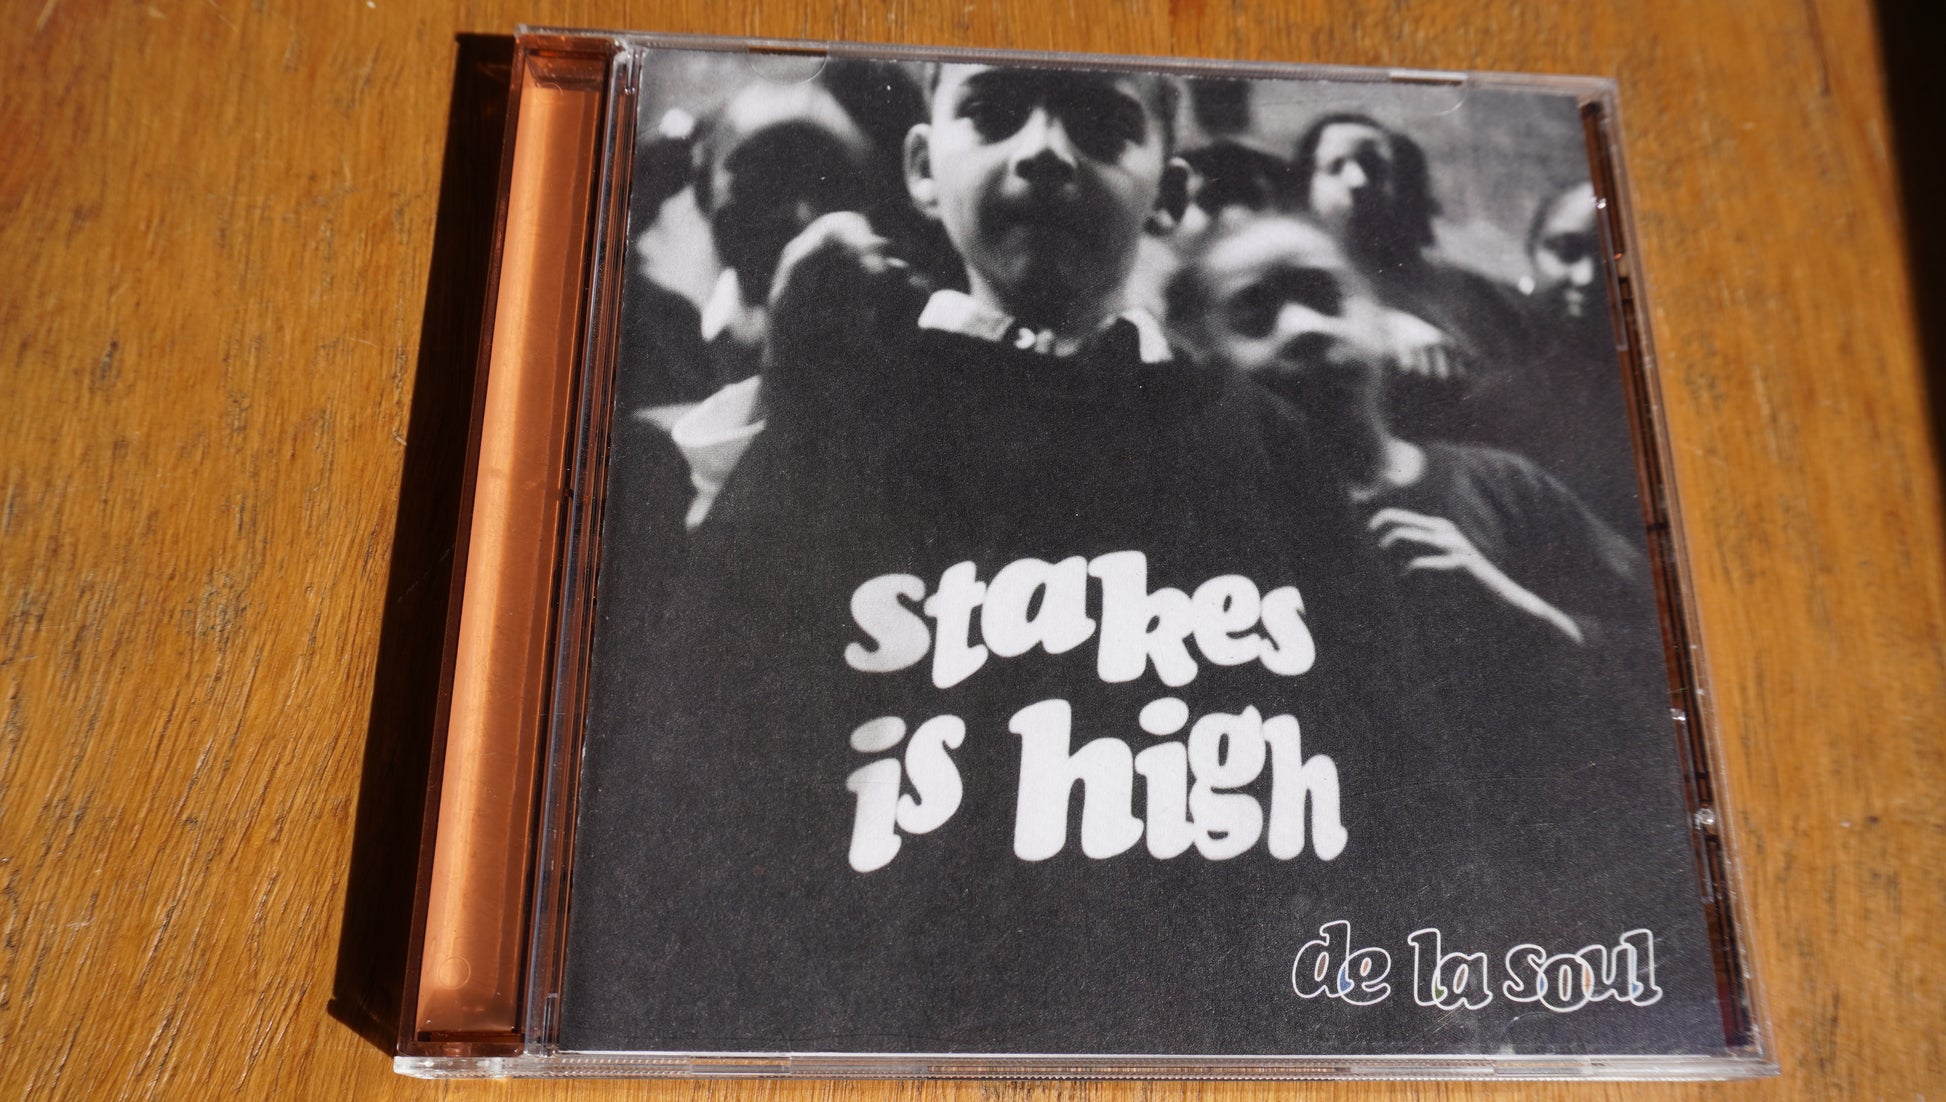 stakes
is high
de la soul